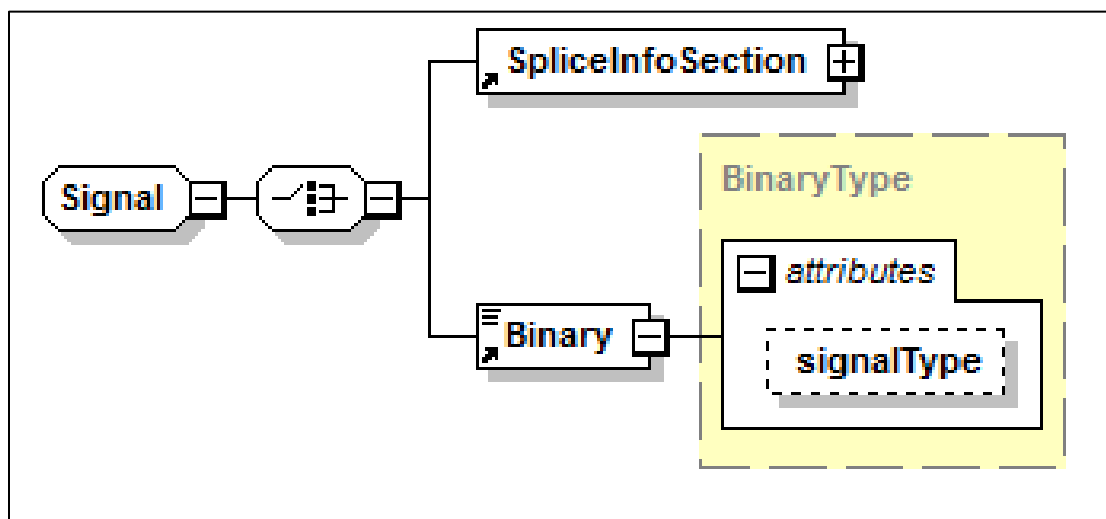 SpliceInfoSection
Signal
BinaryType
attributes
Binary
signalType